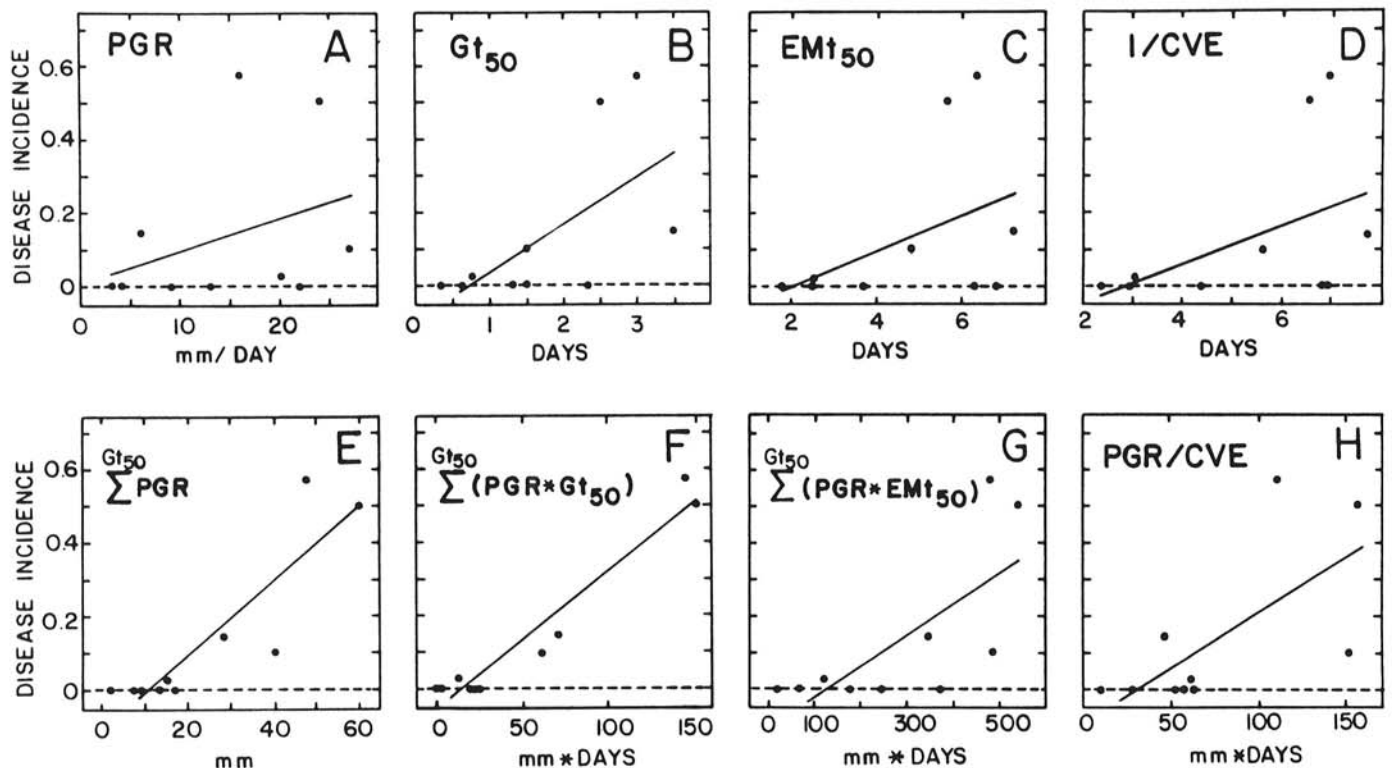 PGR A
DISEASE INCIDENCE
0.6
0.4
0.2
0
0 10 20
mm/DAY
Gt50 B
0 1 2 3
DAYS
EMt50 C
2 4 6
DAYS
1/CVE D
2 4 6
DAYS
Gt50 E
∑PGR
DISEASE INCIDENCE
0.6
0.4
0.2
0
0 20 40 60
mm
Gt50 F
∑(PGR*Gt50)
0 50 100 150
mm*DAYS
Gt50 G
∑(PGR*EMt50)
0 100 300 500
mm*DAYS
PGR/CVE H
0 50 100 150
mm*DAYS